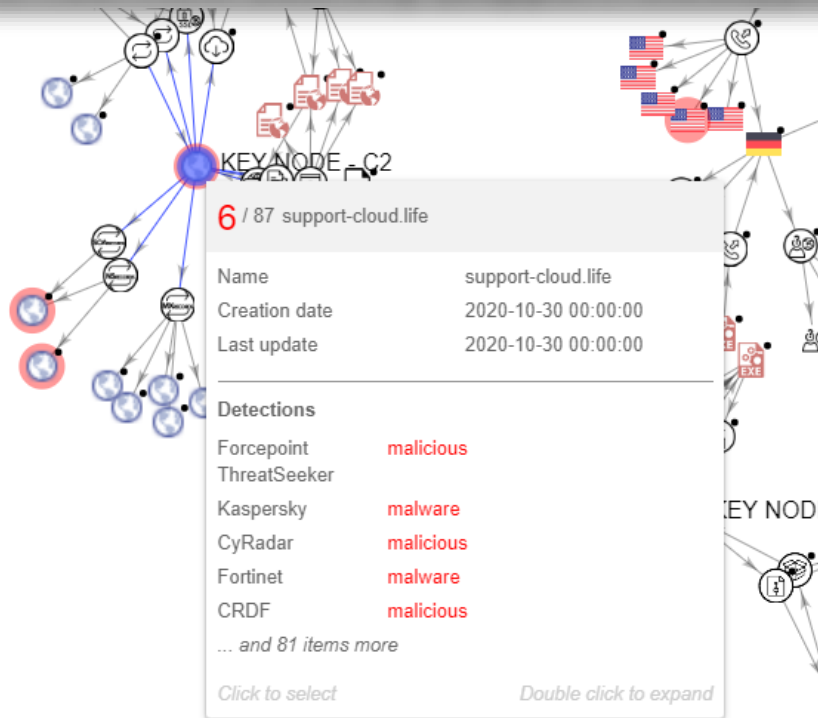 SSL
KEY NODE - C2
6 / 87 support-cloud.life
Name support-cloud.life
Creation date 2020-10-30 00:00:00
Last update 2020-10-30 00:00:00
Detections
Forcepoint ThreatSeeker malicious
Kaspersky malware
CyRadar malicious
Fortinet malware
CRDF malicious
... and 81 items more
Click to select Double click to expand
EXE
KEY NOD